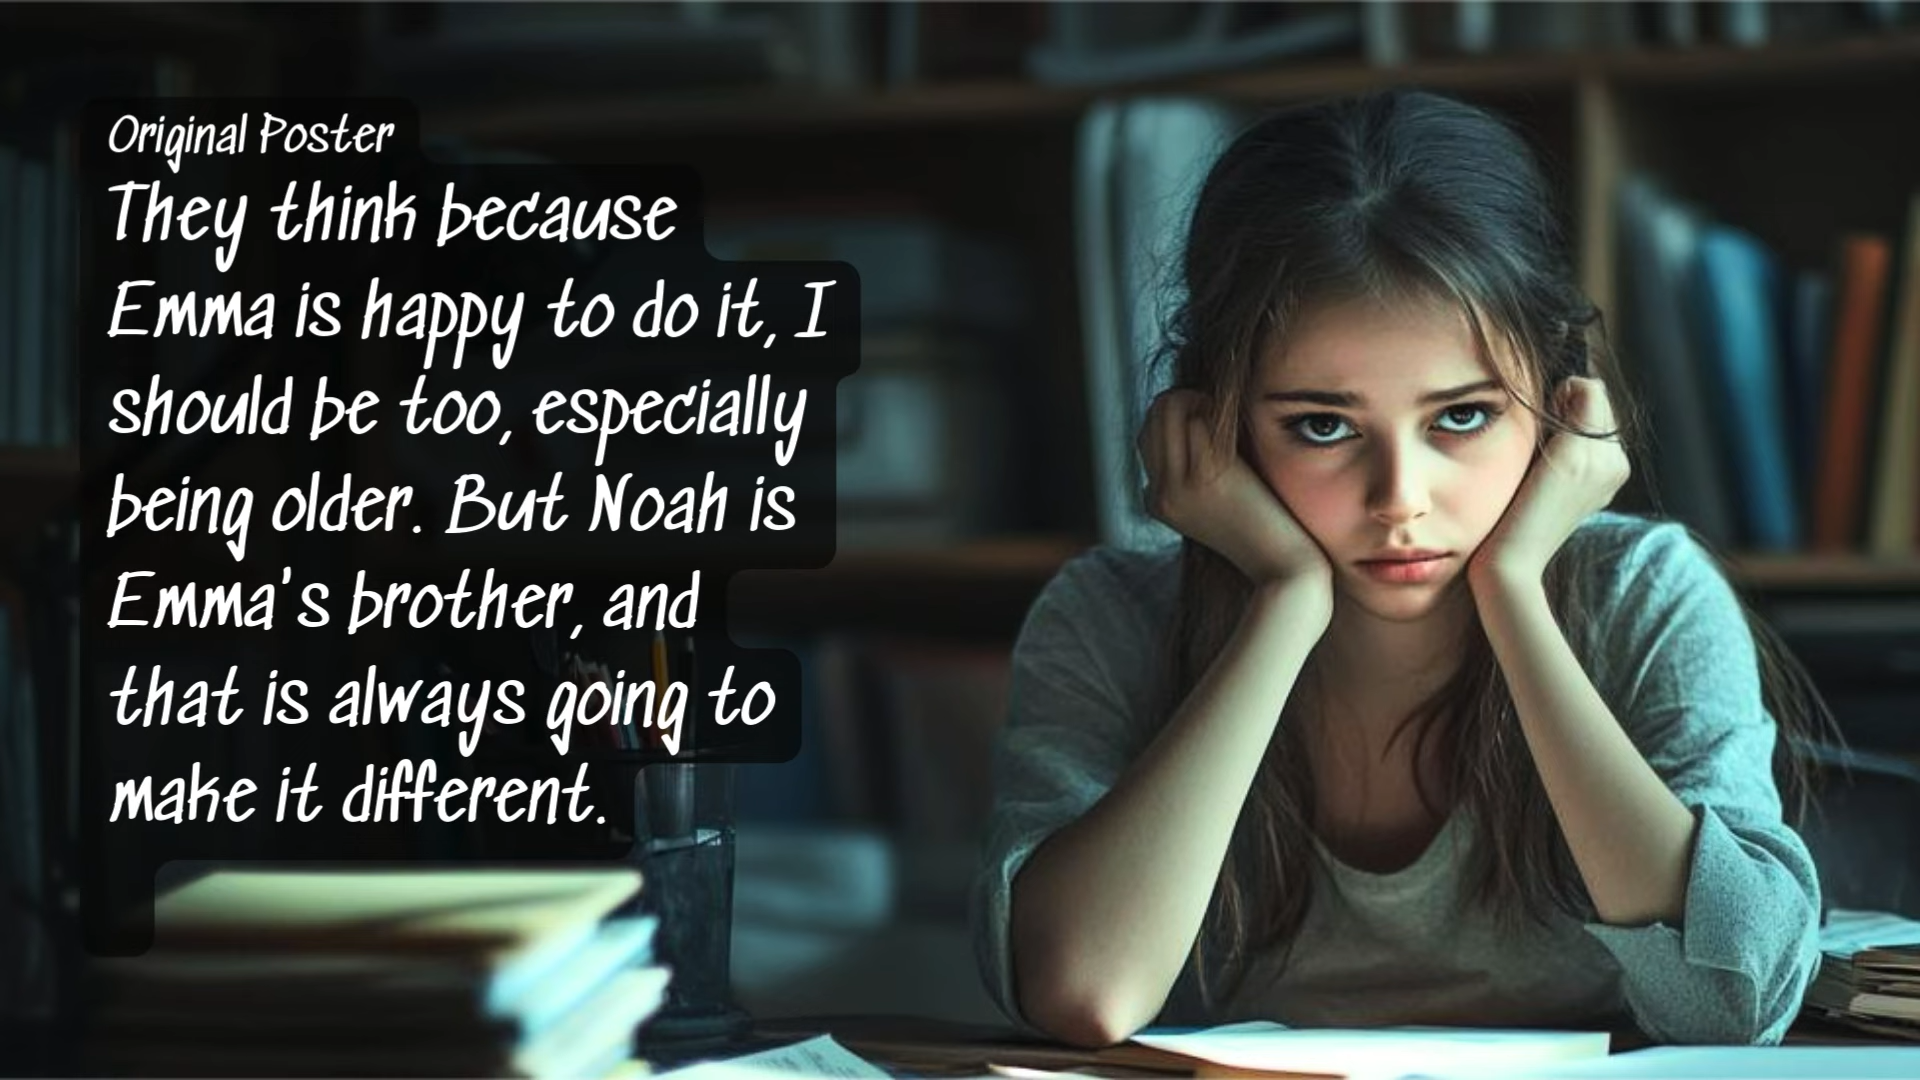 Original Poster
They think because
Emma is happy to do it, I
should be too, especially
being older. But Noah is
Emma's brother, and
that is always going to
make it different.